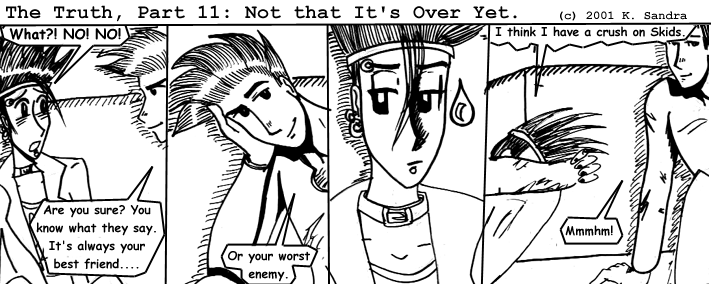 The Truth, Part 11: Not that It's Over Yet. (c) 2001 K. Sandra
What?! NO! NO!
Are you sure? You
know what they say.
It's always your
best friend....
Or your worst
enemy.
I think I have a crush on Skids.
Mmmhm!